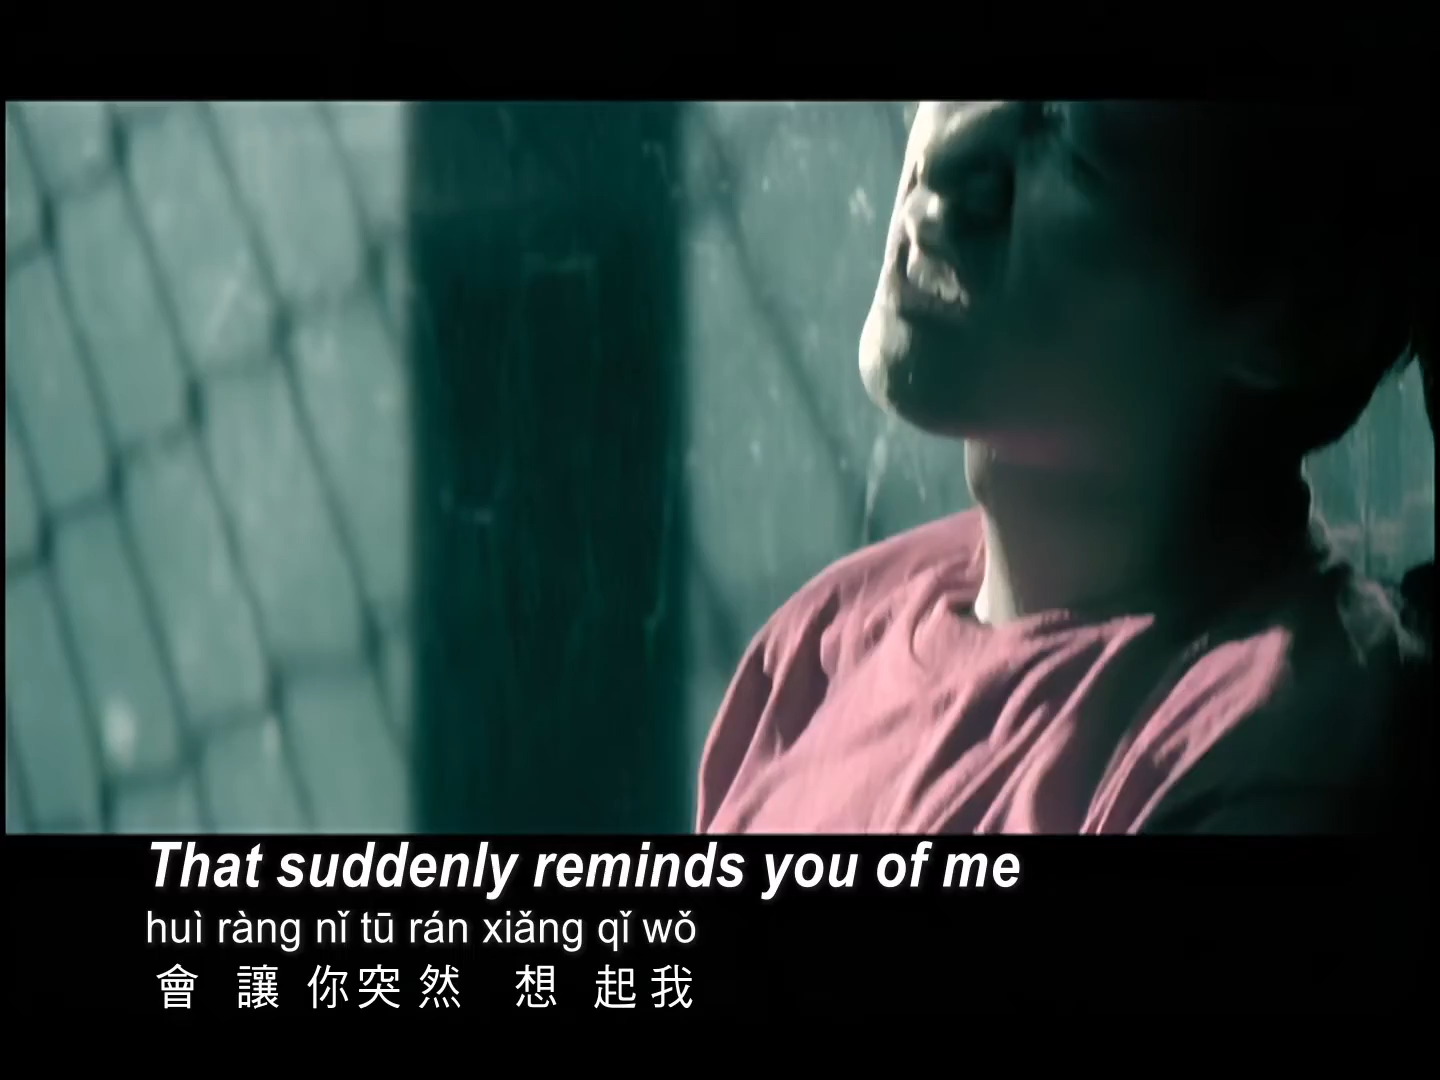 That suddenly reminds you of me
huì ràng nǐ tū rán xiǎng qǐ wǒ
會 讓 你突 然 想 起 我